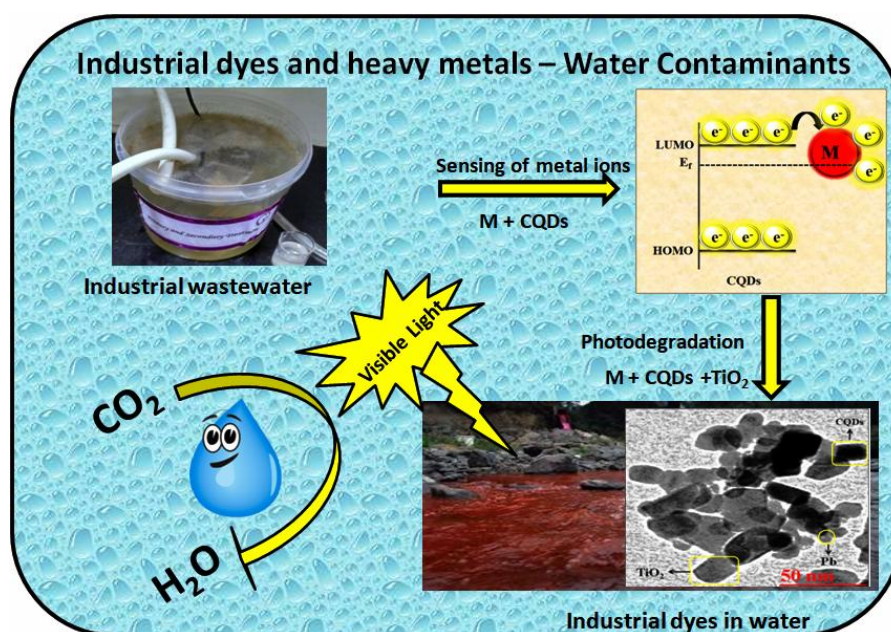 Industrial dyes and heavy metals – Water Contaminants
Industrial wastewater
Sensing of metal ions
M + CQDs
LUMO
Ef
HOMO
e- e- e-
e-
e-
e-
M
e- e- e-
CQDs
Photodegradation
M + CQDs +TiO2
Visible Light
CO2
H2O
CQDs
Pb
TiO2
50 nm
Industrial dyes in water